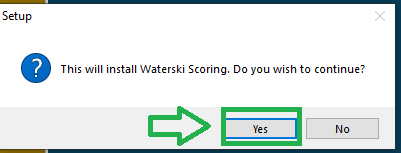 Setup
This will install Waterski Scoring. Do you wish to continue?
Yes
No